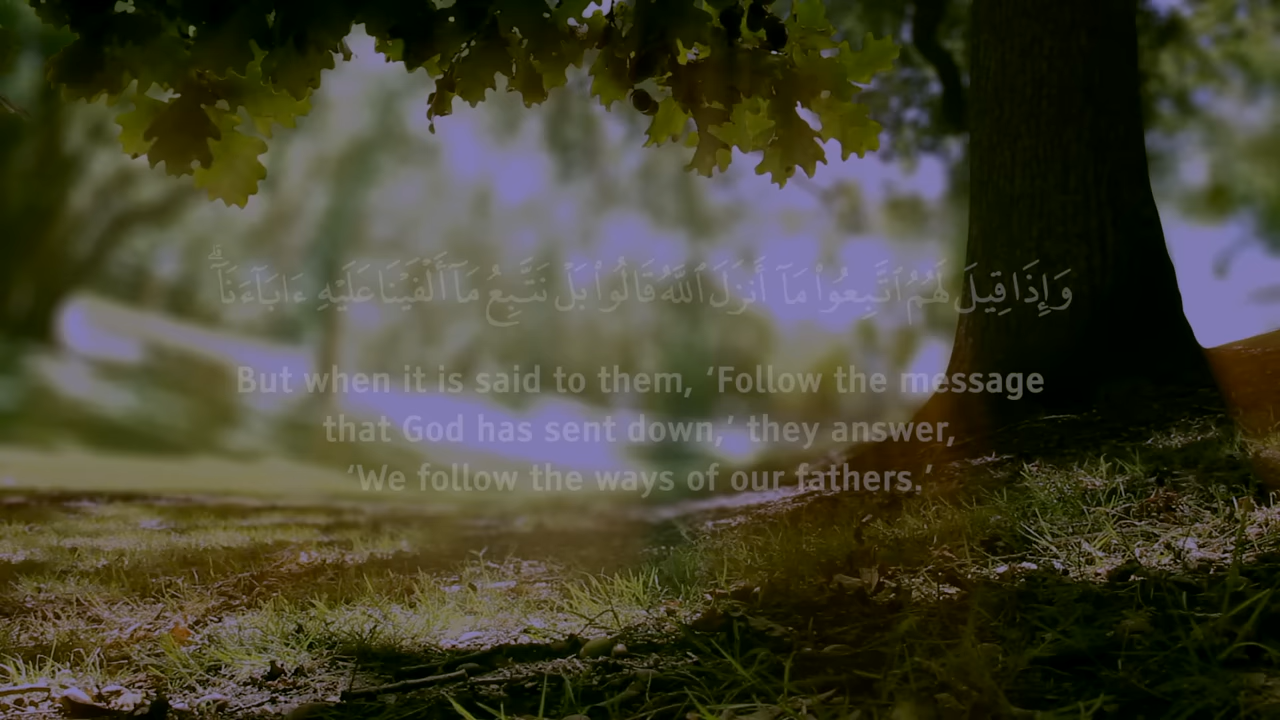 وَإِذَا قِيلَ لَهُمُ ٱتَّبِعُوا۟ مَآ أَنزَلَ ٱللَّهُ قَالُوا۟ بَلْ نَتَّبِعُ مَآ أَلْفَيْنَا عَلَيْهِ ءَابَآءَنَآ ۗ
But when it is said to them, ‘Follow the message
that God has sent down,’ they answer,
‘We follow the ways of our fathers.’